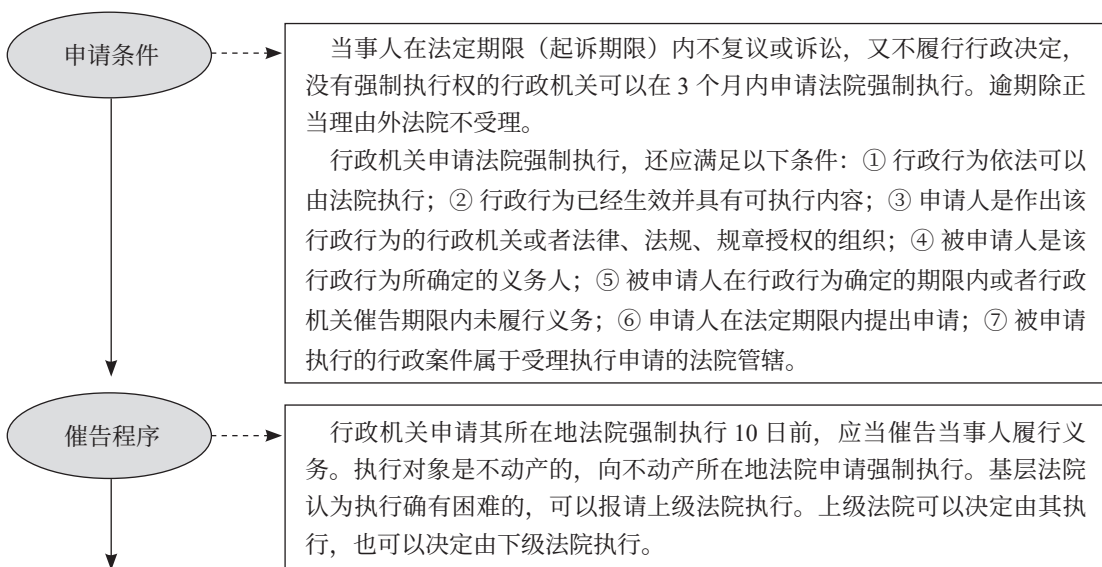 申请条件
当事人在法定期限（起诉期限）内不复议或诉讼，又不履行行政决定，
没有强制执行权的行政机关可以在 3 个月内申请法院强制执行。逾期除正
当理由外法院不受理。
行政机关申请法院强制执行，还应满足以下条件：① 行政行为依法可以
由法院执行；② 行政行为已经生效并具有可执行内容；③ 申请人是作出该
行政行为的行政机关或者法律、法规、规章授权的组织；④ 被申请人是该
行政行为所确定的义务人；⑤ 被申请人在行政行为确定的期限内或者行政
机关催告期限内未履行义务；⑥ 申请人在法定期限内提出申请；⑦ 被申请
执行的行政案件属于受理执行申请的法院管辖。
催告程序
行政机关申请其所在地法院强制执行 10 日前，应当催告当事人履行义
务。执行对象是不动产的，向不动产所在地法院申请强制执行。基层法院
认为执行确有困难的，可以报请上级法院执行。上级法院可以决定由其执
行，也可以决定由下级法院执行。